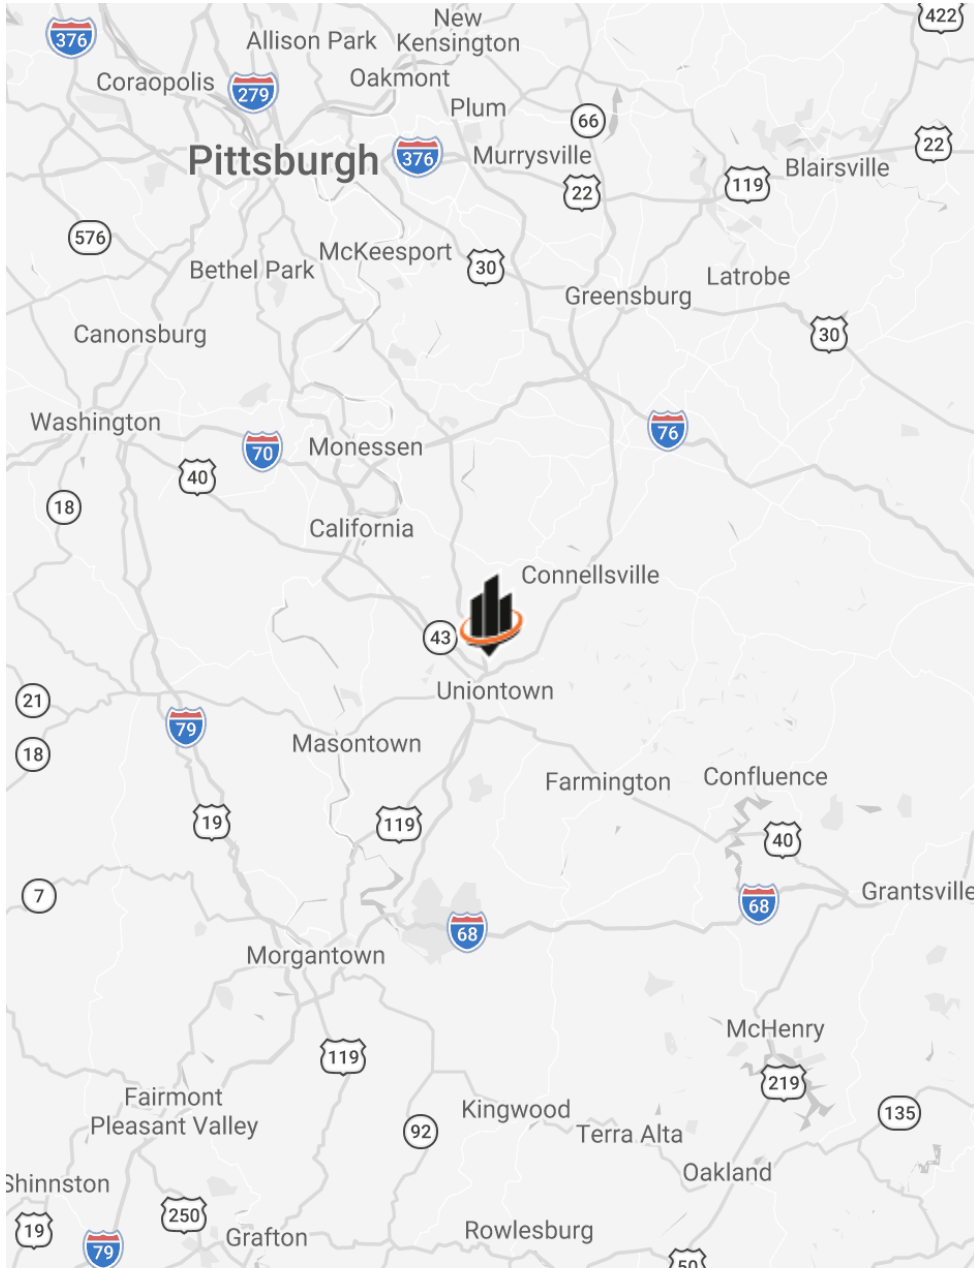 New
Kensington
422
376
Allison Park
Coraopolis
279
Oakmont
Plum
66
Pittsburgh
376
Murrysville
22
119
Blairsville
22
576
Bethel Park
McKeesport
30
Latrobe
Greensburg
Canonsburg
30
Washington
70
Monessen
76
40
18
California
Connellsville
43
Uniontown
21
79
18
Masontown
Farmington
Confluence
19
119
40
7
68
68
Grantsville
Morgantown
McHenry
119
219
Fairmont
Pleasant Valley
92
Kingwood
Terra Alta
135
Oakland
Shinnston
19
250
79
Grafton
Rowlesburg
50